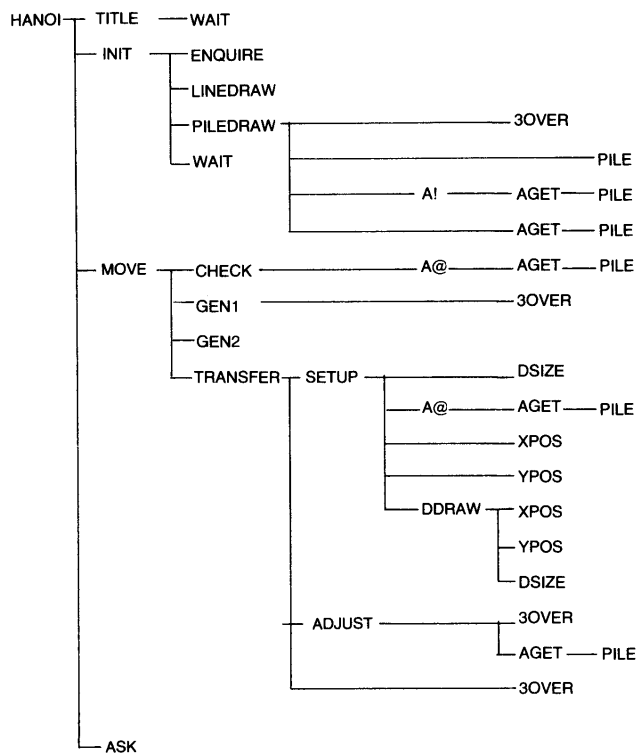 HANOI TITLE WAIT
INIT ENQUIRE
LINEDRAW
PILEDRAW 3OVER
WAIT PILE
A! AGET PILE
AGET PILE
MOVE CHECK A@ AGET PILE
GEN1 3OVER
GEN2
TRANSFER SETUP DSIZE
A@ AGET PILE
XPOS
YPOS
DDRAW XPOS
YPOS
DSIZE
ADJUST 3OVER
AGET PILE
3OVER
ASK